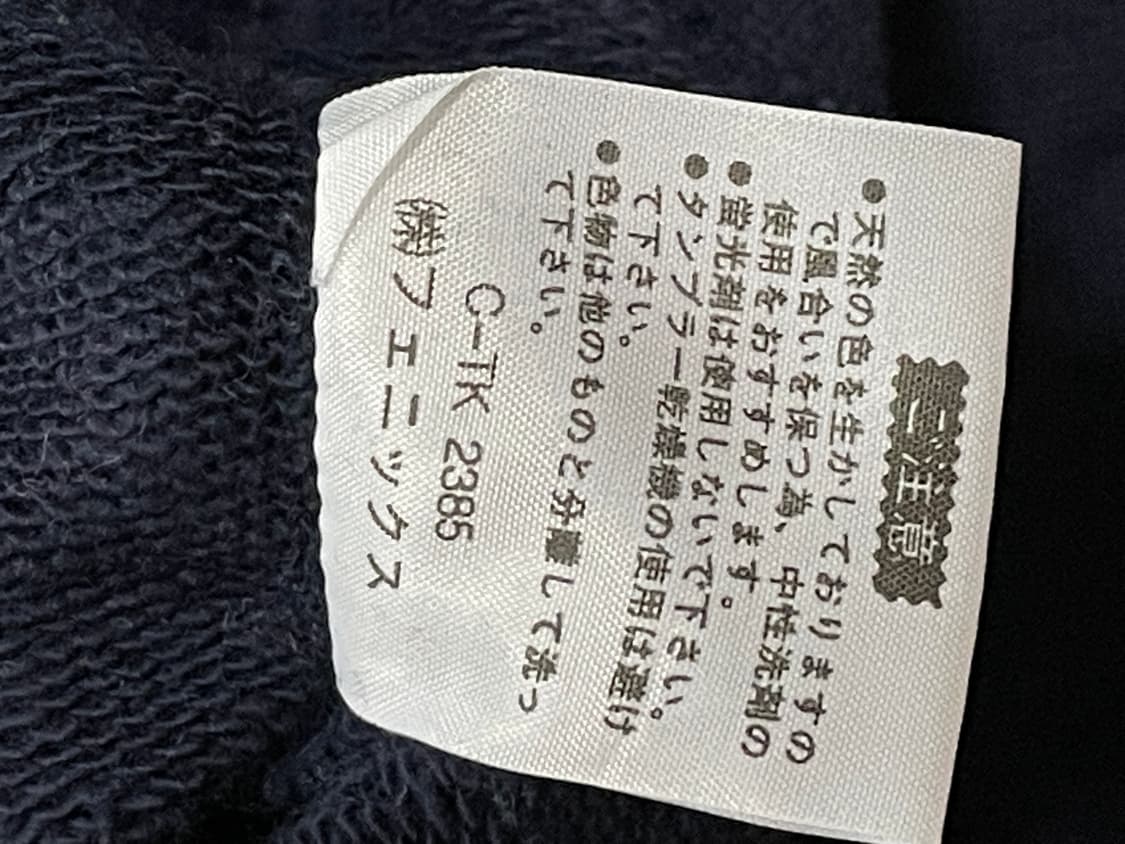 ご注意
●天然の色を生かしておりますの
で風合いを保つ為、中性洗剤の
使用をおすすめします。
●蛍光剤は使用しないで下さい。
●タンブラー乾燥機の使用は避け
て下さい。
●色物は他のものと分離して洗っ
て下さい。
C-TK 2385
㈱フェニックス